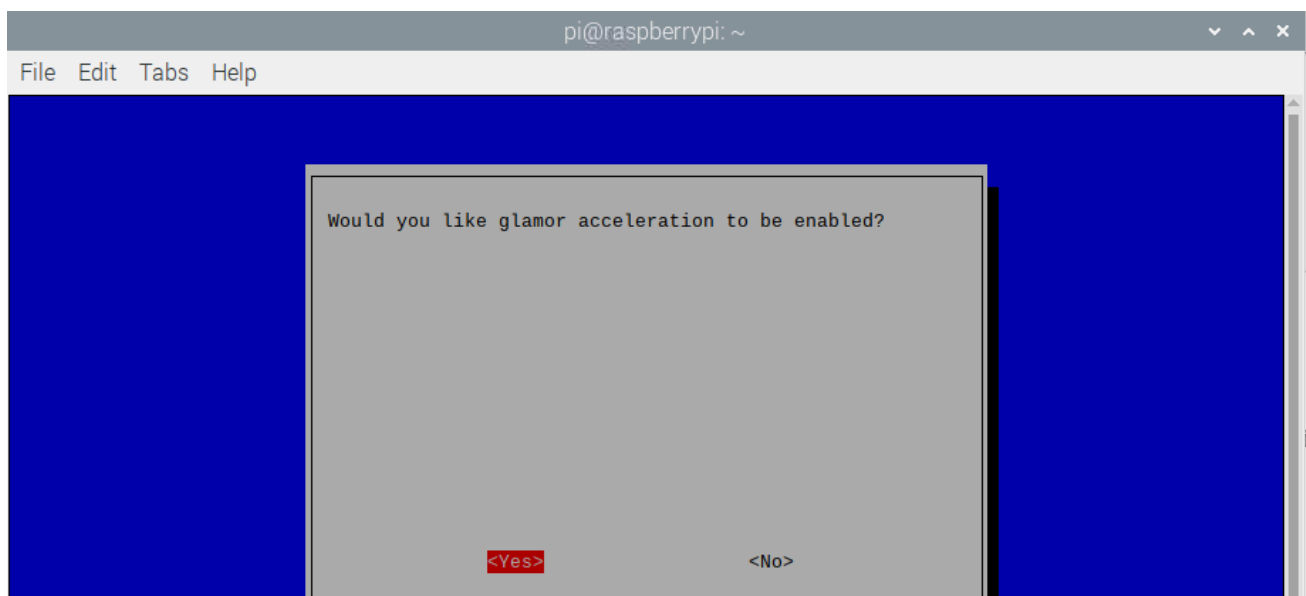 pi@raspberrypi: ~
File Edit Tabs Help
Would you like glamor acceleration to be enabled?
<Yes> <No>